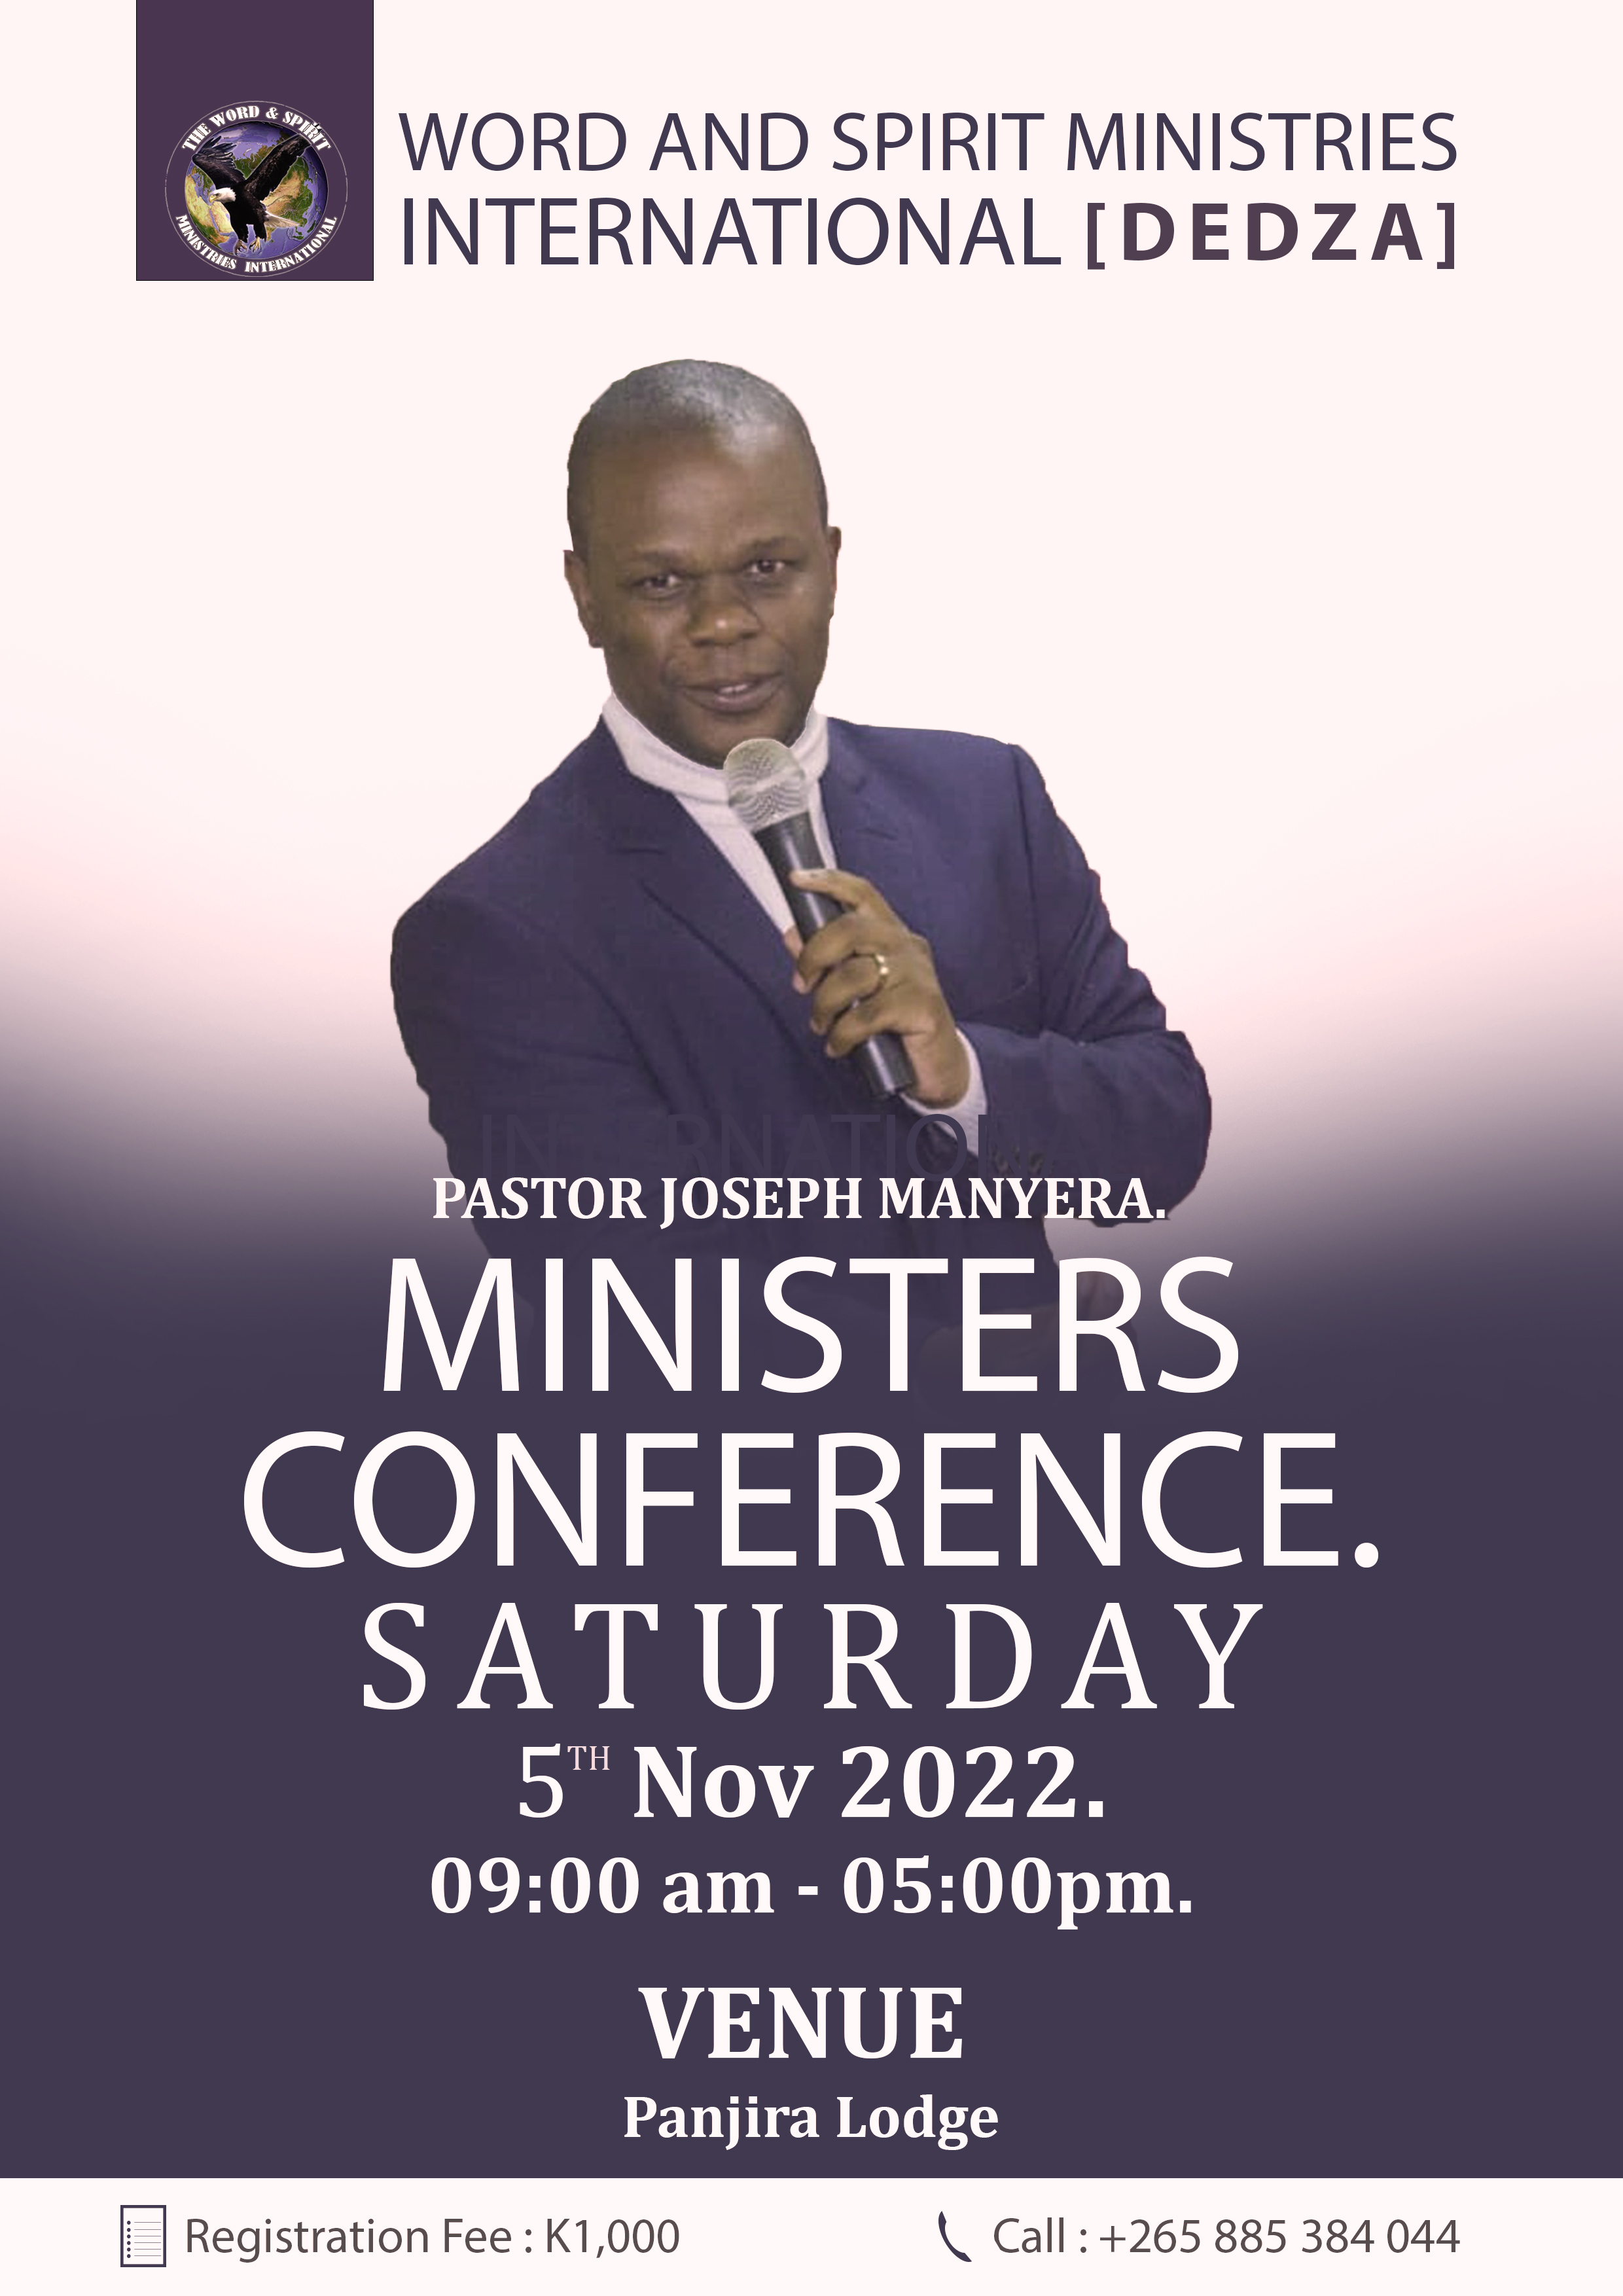 THE WORD & SPIRIT
MINISTRIES INTERNATIONAL
WORD AND SPIRIT MINISTRIES
INTERNATIONAL [DEDZA]
INTERNATIONAL
PASTOR JOSEPH MANYERA.
MINISTERS
CONFERENCE.
SATURDAY
5TH Nov 2022.
09:00 am - 05:00pm.
VENUE
Panjira Lodge
Registration Fee : K1,000
Call : +265 885 384 044